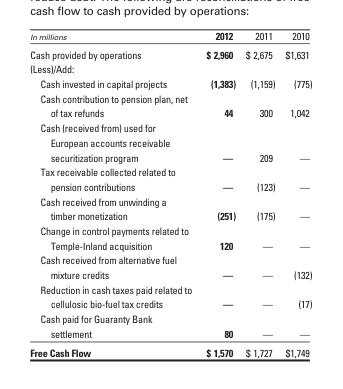 cash flow to cash provided by operations:
In millions 2012 2011 2010
Cash provided by operations $ 2,960 $ 2,675 $1,631
(Less)/Add:
Cash invested in capital projects (1,383) (1,159) (775)
Cash contribution to pension plan, net
of tax refunds 44 300 1,042
Cash (received from) used for
European accounts receivable
securitization program — 209 —
Tax receivable collected related to
pension contributions — (123) —
Cash received from unwinding a
timber monetization (251) (175) —
Change in control payments related to
Temple-Inland acquisition 120 — —
Cash received from alternative fuel
mixture credits — — (132)
Reduction in cash taxes paid related to
cellulosic bio-fuel tax credits — — (17)
Cash paid for Guaranty Bank
settlement 80 — —
Free Cash Flow $ 1,570 $ 1,727 $1,749